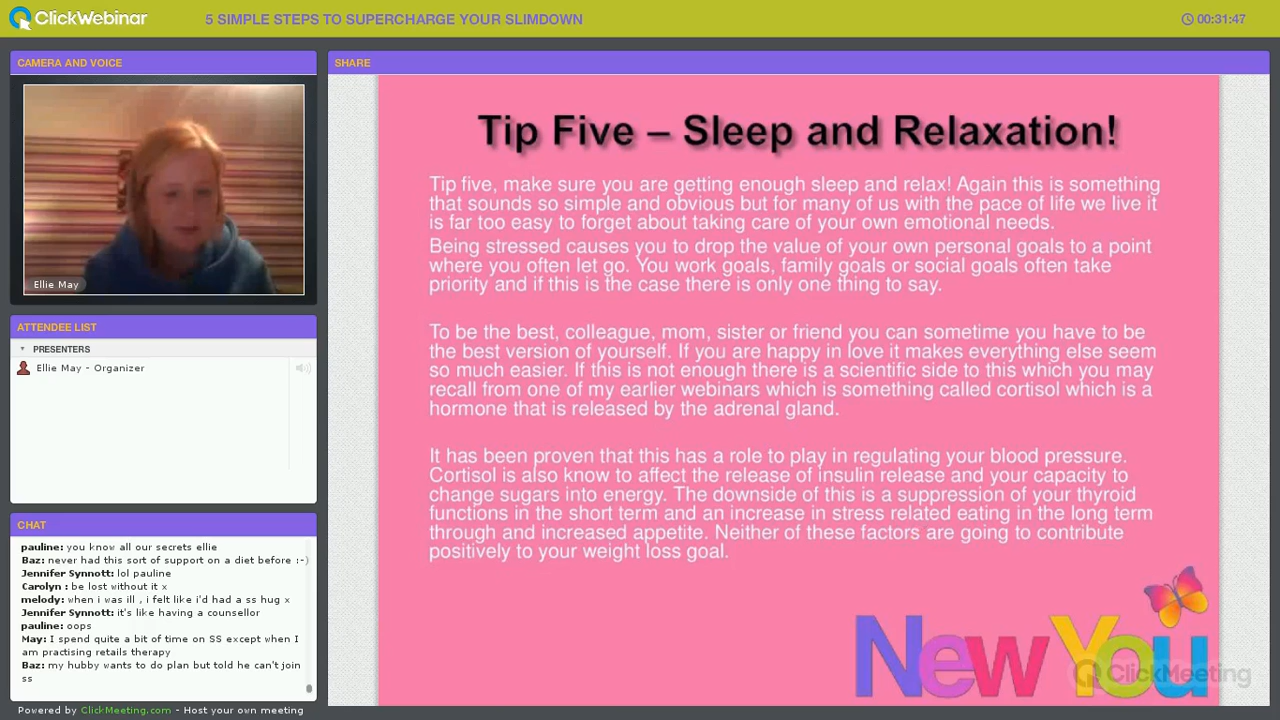 ClickWebinar
5 SIMPLE STEPS TO SUPERCHARGE YOUR SLIMDOWN
00:31:47
CAMERA AND VOICE
Ellie May
ATTENDEE LIST
PRESENTERS
Ellie May - Organizer
CHAT
pauline: you know all our secrets ellie
Baz: never had this sort of support on a diet before :-)
Jennifer Synnott: lol pauline
Carolyn : be lost without it x
melody: when i was ill , i felt like i'd had a ss hug x
Jennifer Synnott: it's like having a counsellor
pauline: oops
May: I spend quite a bit of time on SS except when I
am practising retails therapy
Baz: my hubby wants to do plan but told he can't join
ss
Powered by ClickMeeting.com - Host your own meeting
SHARE
Tip Five – Sleep and Relaxation!
Tip five, make sure you are getting enough sleep and relax! Again this is something
that sounds so simple and obvious but for many of us with the pace of life we live it
is far too easy to forget about taking care of your own emotional needs.
Being stressed causes you to drop the value of your own personal goals to a point
where you often let go. You work goals, family goals or social goals often take
priority and if this is the case there is only one thing to say.
To be the best, colleague, mom, sister or friend you can sometime you have to be
the best version of yourself. If you are happy in love it makes everything else seem
so much easier. If this is not enough there is a scientific side to this which you may
recall from one of my earlier webinars which is something called cortisol which is a
hormone that is released by the adrenal gland.
It has been proven that this has a role to play in regulating your blood pressure.
Cortisol is also know to affect the release of insulin release and your capacity to
change sugars into energy. The downside of this is a suppression of your thyroid
functions in the short term and an increase in stress related eating in the long term
through and increased appetite. Neither of these factors are going to contribute
positively to your weight loss goal.
New You
ClickMeeting